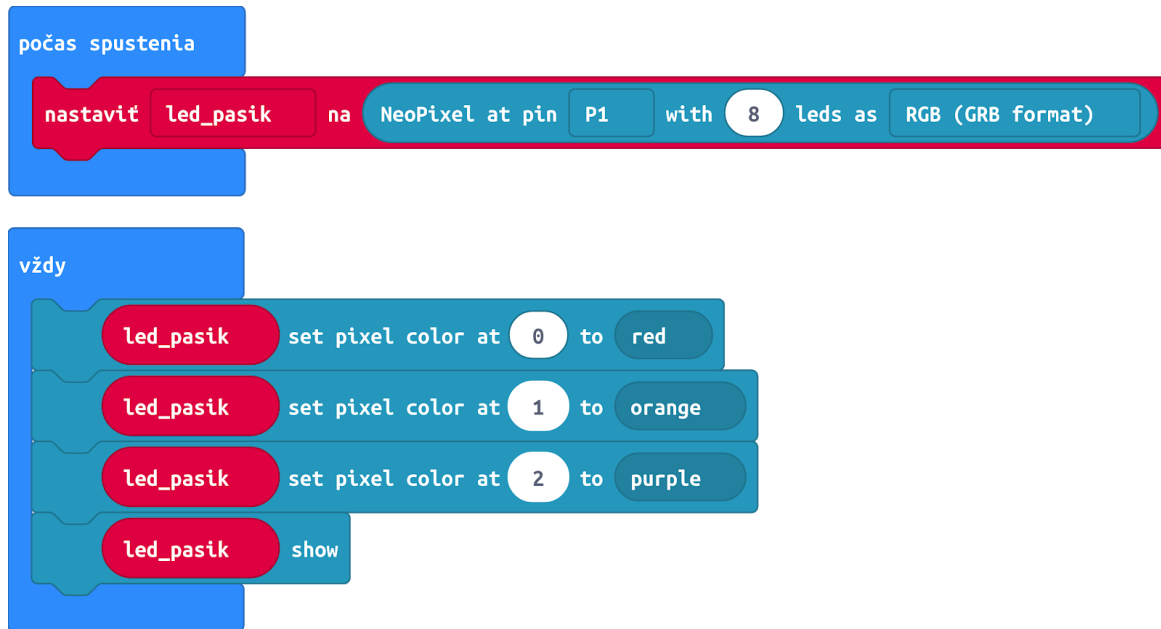 počas spustenia
nastaviť led_pasik na NeoPixel at pin P1 with 8 leds as RGB (GRB format)
vždy
led_pasik set pixel color at 0 to red
led_pasik set pixel color at 1 to orange
led_pasik set pixel color at 2 to purple
led_pasik show